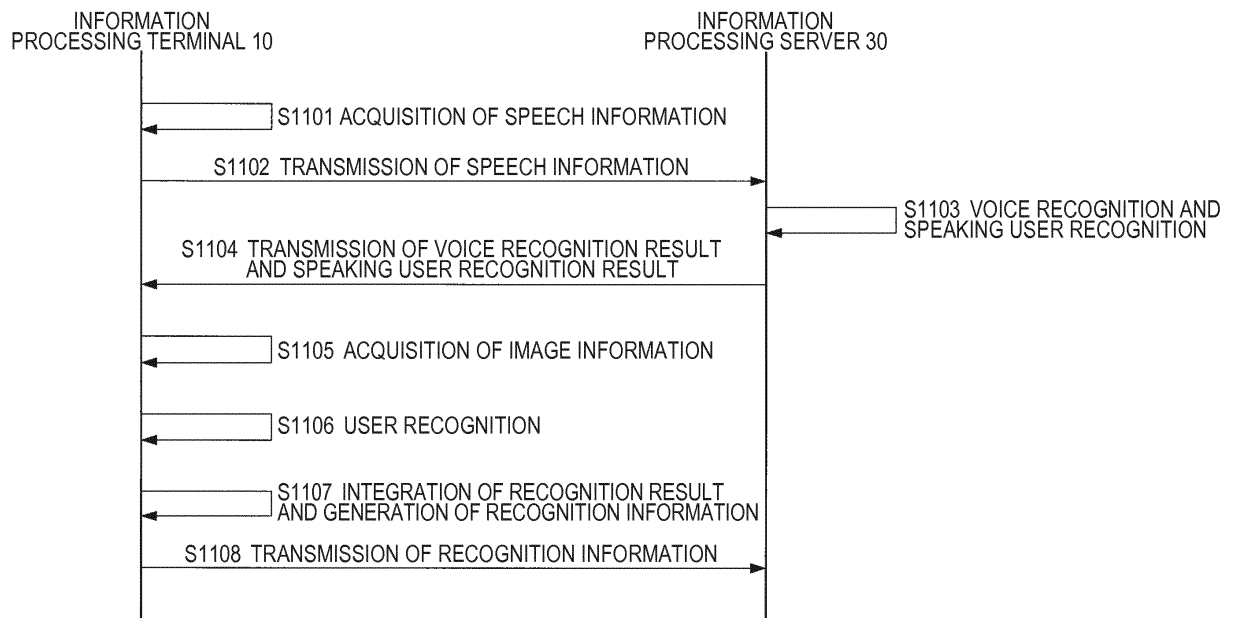 INFORMATION
PROCESSING TERMINAL 10
INFORMATION
PROCESSING SERVER 30
S1101 ACQUISITION OF SPEECH INFORMATION
S1102 TRANSMISSION OF SPEECH INFORMATION
S1103 VOICE RECOGNITION AND
SPEAKING USER RECOGNITION
S1104 TRANSMISSION OF VOICE RECOGNITION RESULT
AND SPEAKING USER RECOGNITION RESULT
S1105 ACQUISITION OF IMAGE INFORMATION
S1106 USER RECOGNITION
S1107 INTEGRATION OF RECOGNITION RESULT
AND GENERATION OF RECOGNITION INFORMATION
S1108 TRANSMISSION OF RECOGNITION INFORMATION